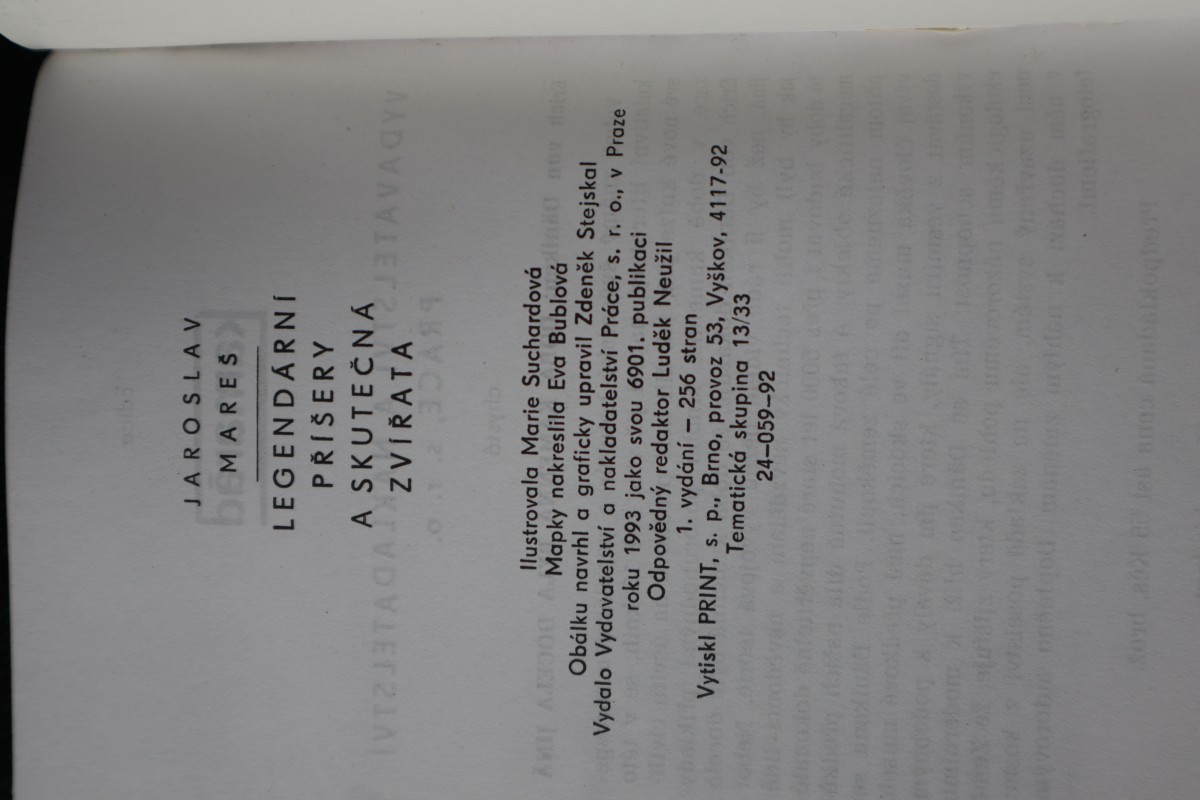 JAROSLAV
MAREŠ
LEGENDÁRNÍ
PŘÍŠERY
A SKUTEČNÁ
ZVÍŘATA
Ilustrovala Marie Suchardová
Mapky nakreslila Eva Bublová
Obálku navrhl a graficky upravil Zdeněk Stejskal
Vydalo Vydavatelství a nakladatelství Práce, s. r. o., v Praze
roku 1993 jako svou 6901. publikaci
Odpovědný redaktor Luděk Neužil
1. vydání – 256 stran
Vytiskl PRINT, s. p., Brno, provoz 53, Vyškov, 4117-92
Tematická skupina 13/33
24–059–92